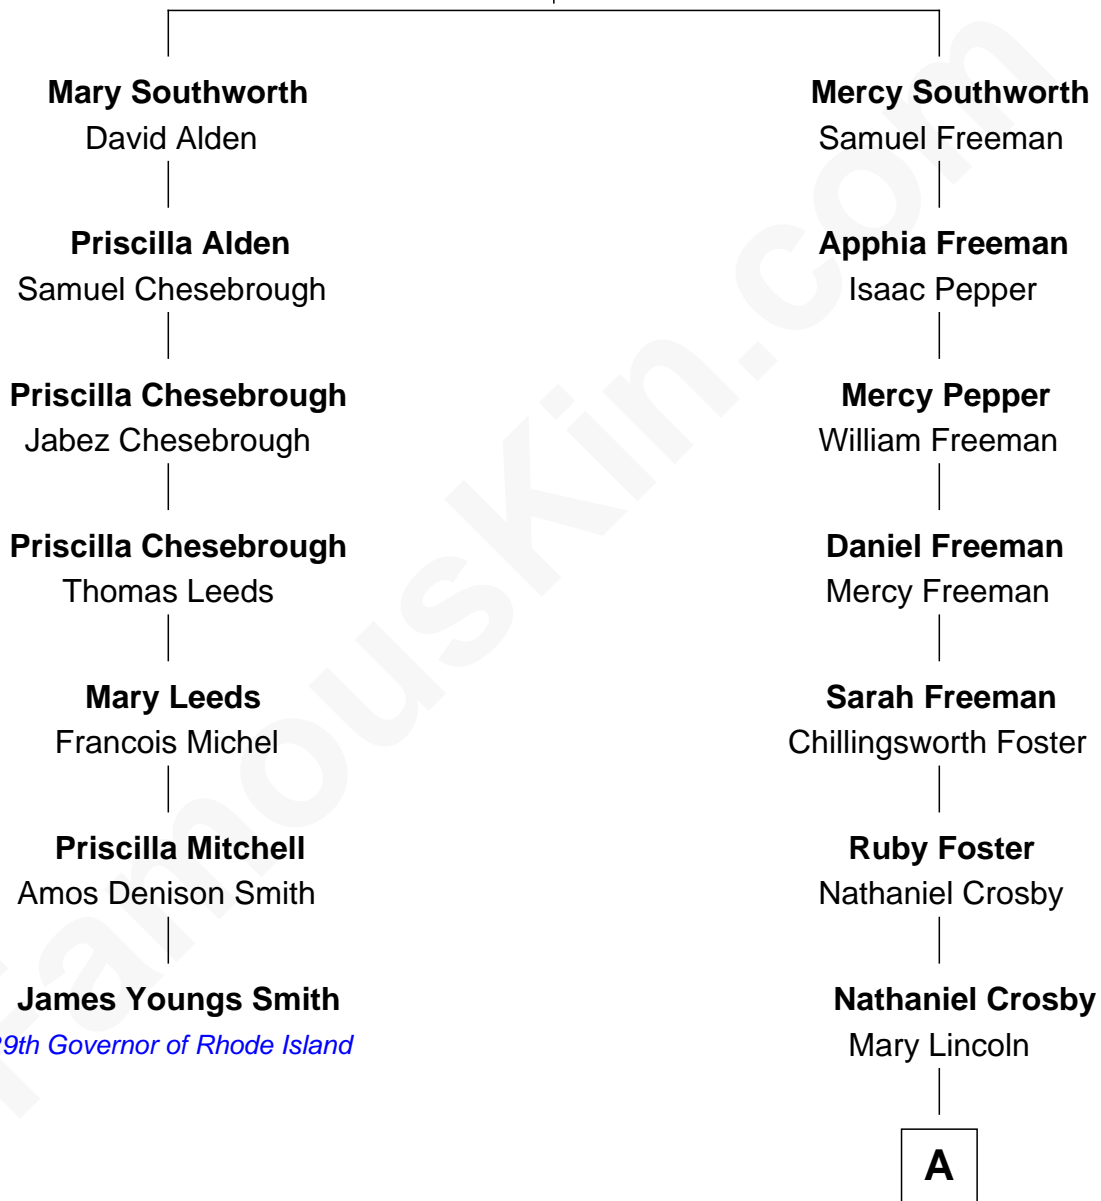 Mary Southworth
David Alden
Priscilla Alden
Samuel Chesebrough
Priscilla Chesebrough
Jabez Chesebrough
Priscilla Chesebrough
Thomas Leeds
Mary Leeds
Francois Michel
Priscilla Mitchell
Amos Denison Smith
James Youngs Smith
9th Governor of Rhode Island
Mercy Southworth
Samuel Freeman
Apphia Freeman
Isaac Pepper
Mercy Pepper
William Freeman
Daniel Freeman
Mercy Freeman
Sarah Freeman
Chillingsworth Foster
Ruby Foster
Nathaniel Crosby
Nathaniel Crosby
Mary Lincoln
A
FamousKin.com